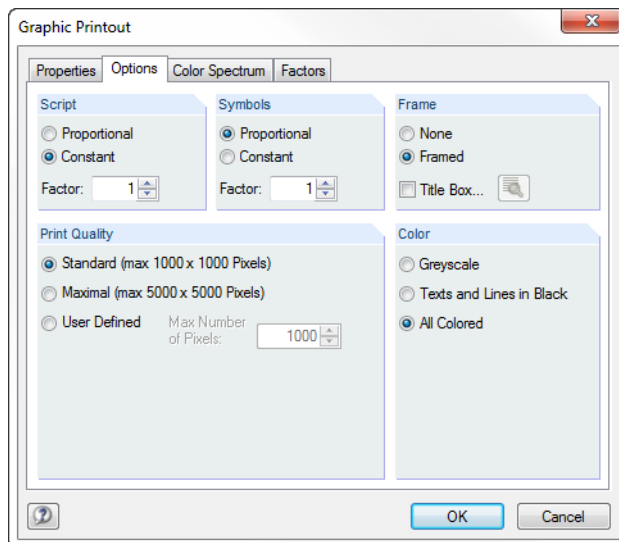 Graphic Printout
Properties Options Color Spectrum Factors
Script
Proportional
Constant
Factor: 1
Symbols
Proportional
Constant
Factor: 1
Frame
None
Framed
Title Box...
Print Quality
Standard (max 1000 x 1000 Pixels)
Maximal (max 5000 x 5000 Pixels)
User Defined
Max Number
of Pixels: 1000
Color
Greyscale
Texts and Lines in Black
All Colored
OK Cancel